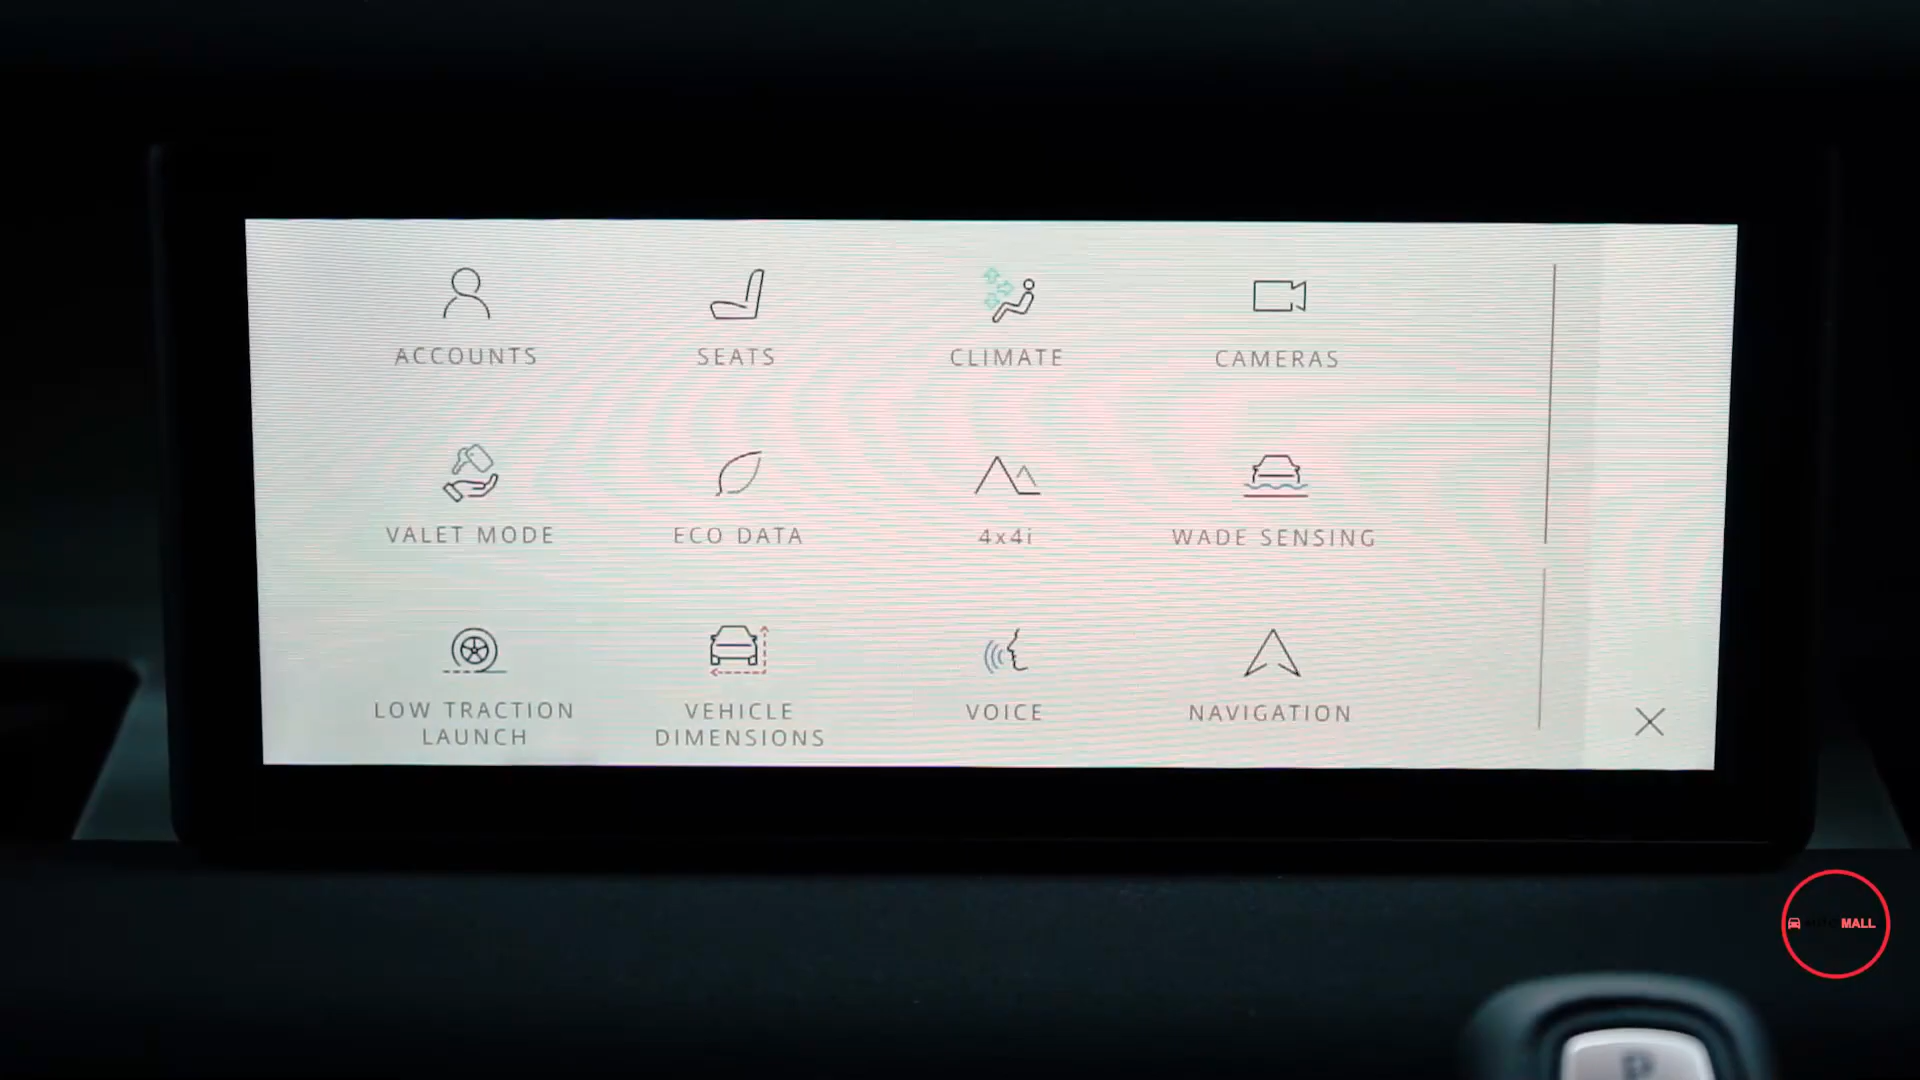 ACCOUNTS
SEATS
CLIMATE
CAMERAS
VALET MODE
ECO DATA
4x4i
WADE SENSING
LOW TRACTION
LAUNCH
VEHICLE
DIMENSIONS
VOICE
NAVIGATION
AUTO MALL
P